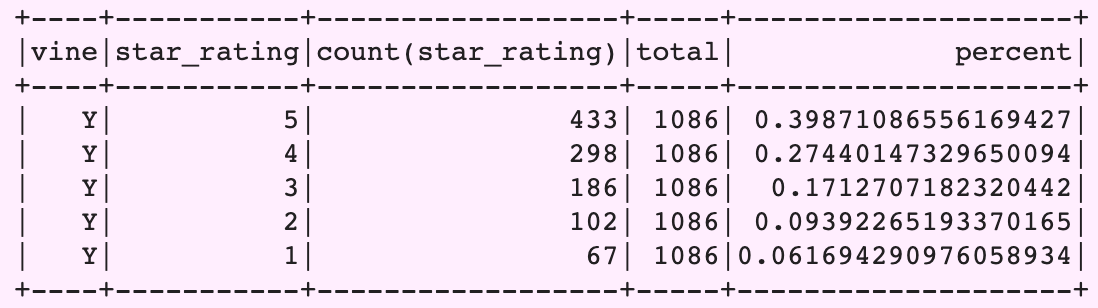 +----+-----------+------------------+-----+--------------------+
|vine|star_rating|count(star_rating)|total|             percent|
+----+-----------+------------------+-----+--------------------+
|   Y|          5|               433| 1086| 0.39871086556169427|
|   Y|          4|               298| 1086| 0.27440147329650094|
|   Y|          3|               186| 1086|  0.1712707182320442|
|   Y|          2|               102| 1086| 0.09392265193370165|
|   Y|          1|                67| 1086|0.061694290976058934|
+----+-----------+------------------+-----+--------------------+